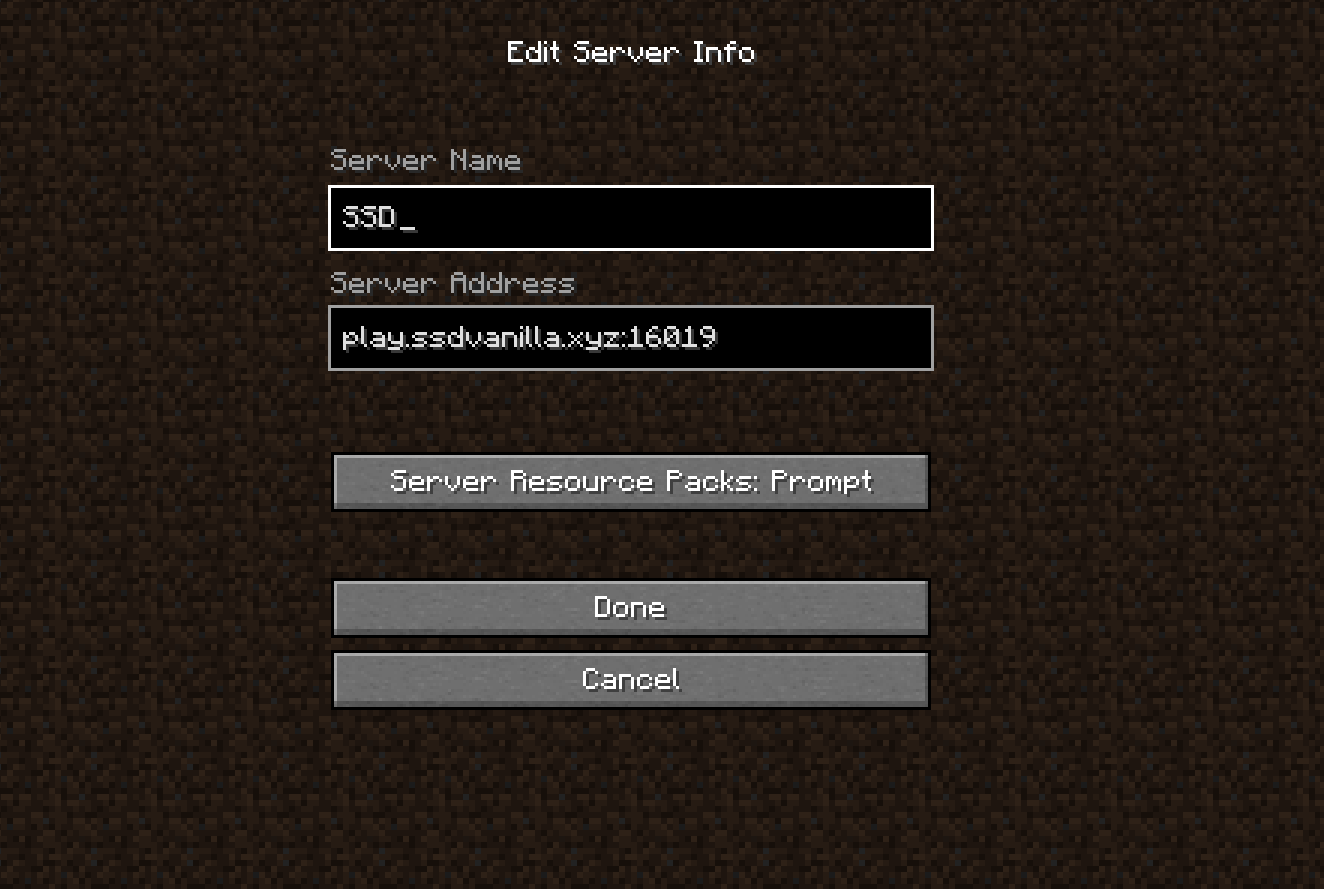 Edit Server Info
Server Name
SSD_
Server Address
play.ssdvanilla.xyz:16019
Server Resource Packs: Prompt
Done
Cancel